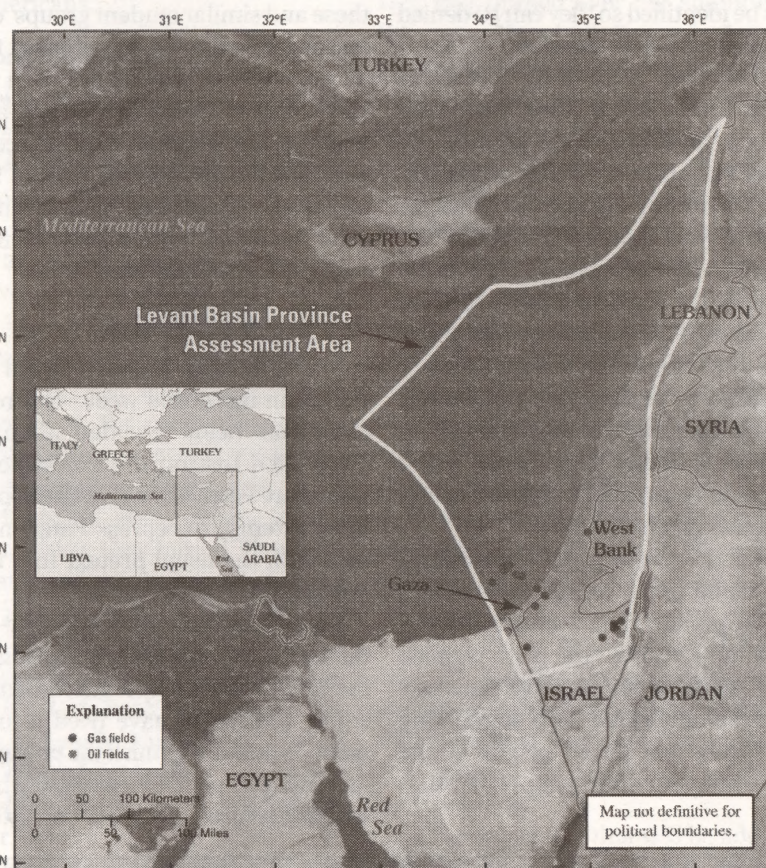 30°E 31°E 32°E 33°E 34°E 35°E 36°E
TURKEY
N
Mediterranean Sea
N
CYPRUS
Levant Basin Province
Assessment Area
LEBANON
N
ITALY
GREECE
TURKEY
Mediterranean Sea
LIBYA
EGYPT
Red
Sea
SAUDI
ARABIA
SYRIA
N
West
Bank
N
Gaza
N
ISRAEL
JORDAN
Explanation
Gas fields
Oil fields
N
EGYPT
0 50 100 Kilometers
0 50 100 Miles
Red
Sea
Map not definitive for
political boundaries.
N